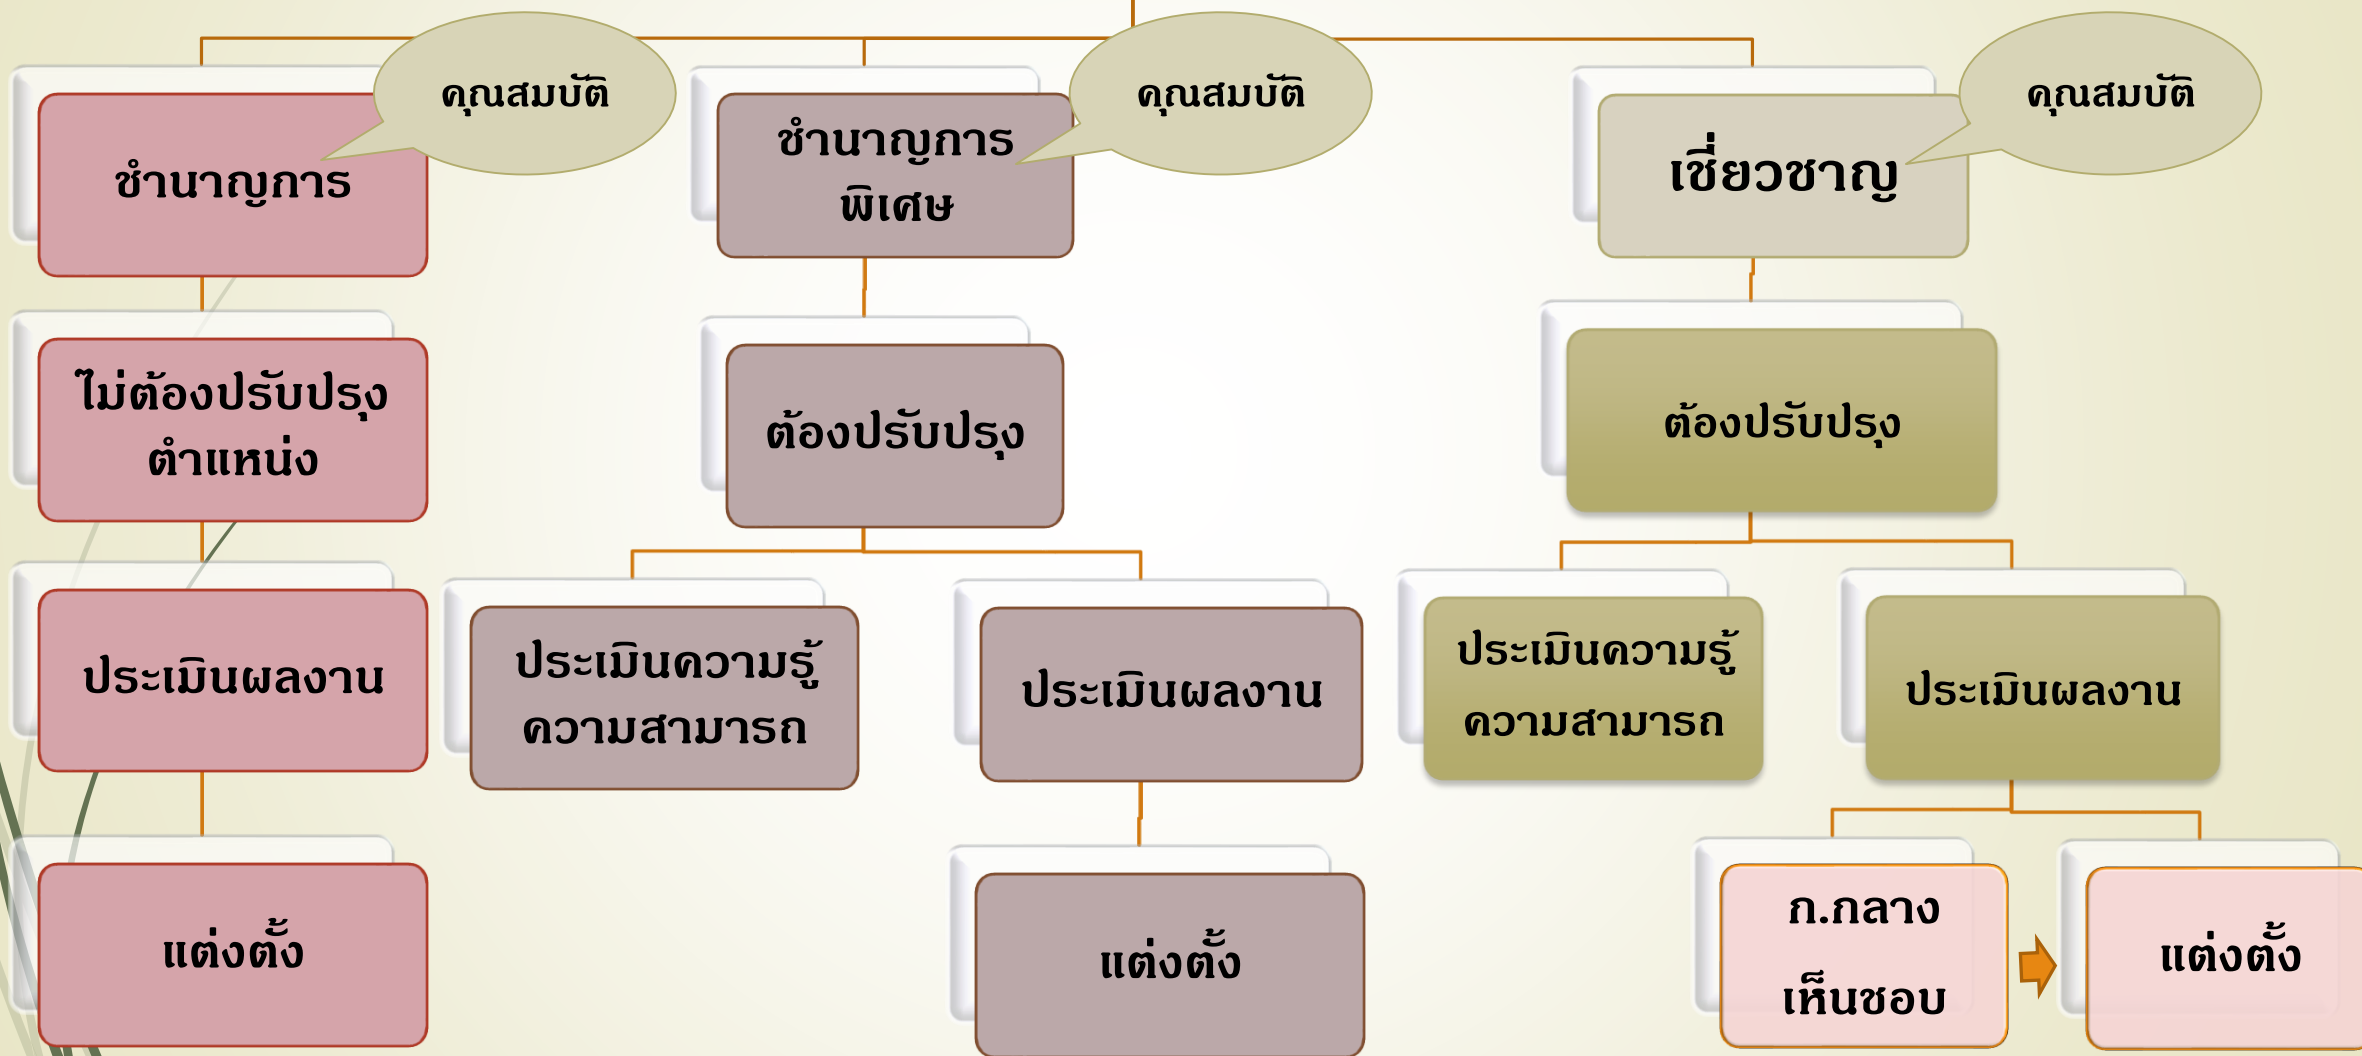 คุณสมบัติ
ชำนาญการ
ไม่ต้องปรับปรุง
ตำแหน่ง
ประเมินผลงาน
แต่งตั้ง
คุณสมบัติ
ชำนาญการ
พิเศษ
ต้องปรับปรุง
ประเมินความรู้
ความสามารถ
ประเมินผลงาน
แต่งตั้ง
คุณสมบัติ
เชี่ยวชาญ
ต้องปรับปรุง
ประเมินความรู้
ความสามารถ
ประเมินผลงาน
ก.กลาง
เห็นชอบ
แต่งตั้ง